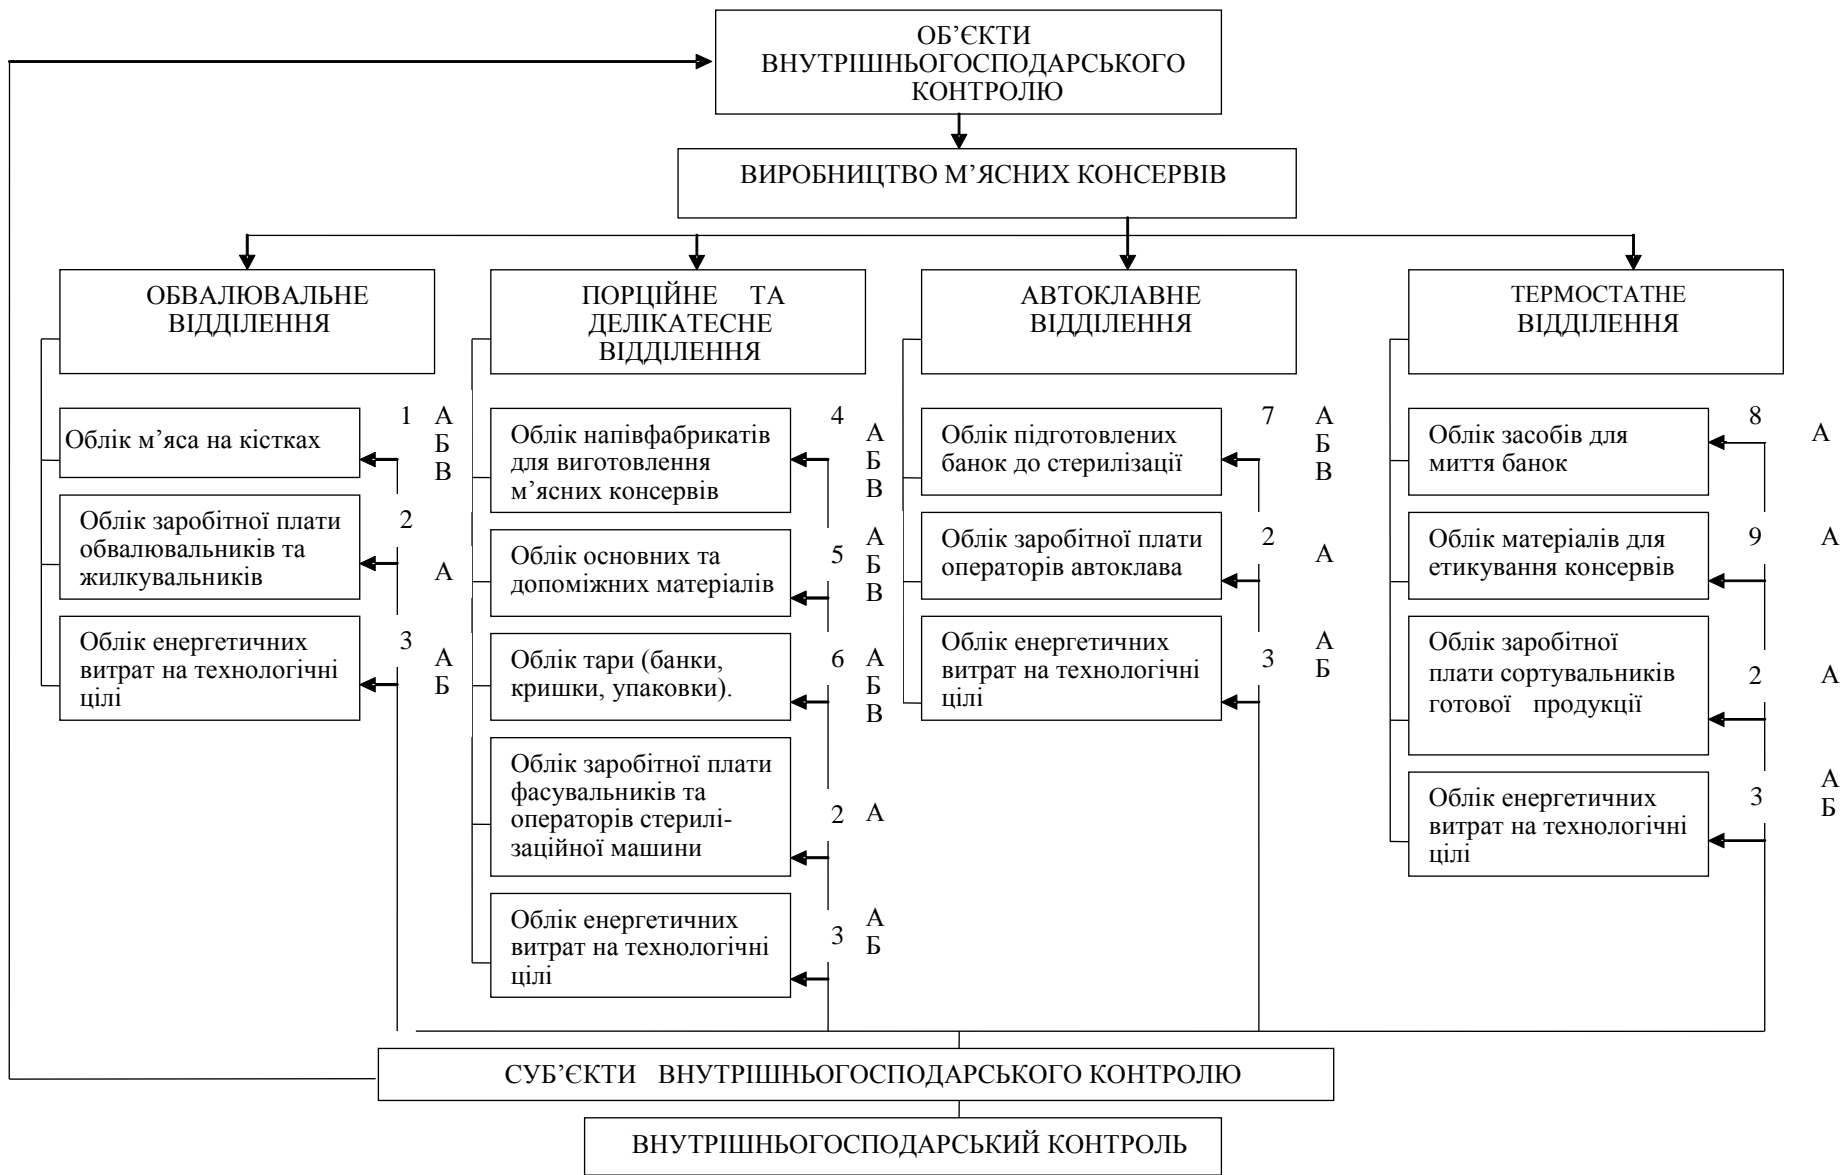 ОБ’ЄКТИ
ВНУТРІШНЬОГОСПОДАРСЬКОГО
КОНТРОЛЮ
ВИРОБНИЦТВО М’ЯСНИХ КОНСЕРВІВ
ОБВАЛЮВАЛЬНЕ
ВІДДІЛЕННЯ
Облік м’яса на кістках
1
А
Б
В
Облік заробітної плати
обвалювальників та
жилкувальників
2
А
Облік енергетичних
витрат на технологічні
цілі
3
А
Б
ПОРЦІЙНЕ ТА
ДЕЛІКАТЕСНЕ
ВІДДІЛЕННЯ
Облік напівфабрикатів
для виготовлення
м’ясних консервів
4
А
Б
В
Облік основних та
допоміжних матеріалів
5
А
Б
В
Облік тари (банки,
кришки, упаковки).
6
А
Б
В
Облік заробітної плати
фасувальників та
операторів стерилі-
заційної машини
2 А
Облік енергетичних
витрат на технологічні
цілі
3
А
Б
АВТОКЛАВНЕ
ВІДДІЛЕННЯ
Облік підготовлених
банок до стерилізації
7
А
Б
В
Облік заробітної плати
операторів автоклава
2
А
Облік енергетичних
витрат на технологічні
цілі
3
А
Б
ТЕРМОСТАТНЕ
ВІДДІЛЕННЯ
Облік засобів для
миття банок
8
А
Облік матеріалів для
етикування консервів
9 А
Облік заробітної
плати сортувальників
готової продукції
2 А
Облік енергетичних
витрат на технологічні
цілі
3
А
Б
СУБ’ЄКТИ ВНУТРІШНЬОГОСПОДАРСЬКОГО КОНТРОЛЮ
ВНУТРІШНЬОГОСПОДАРСЬКИЙ КОНТРОЛЬ